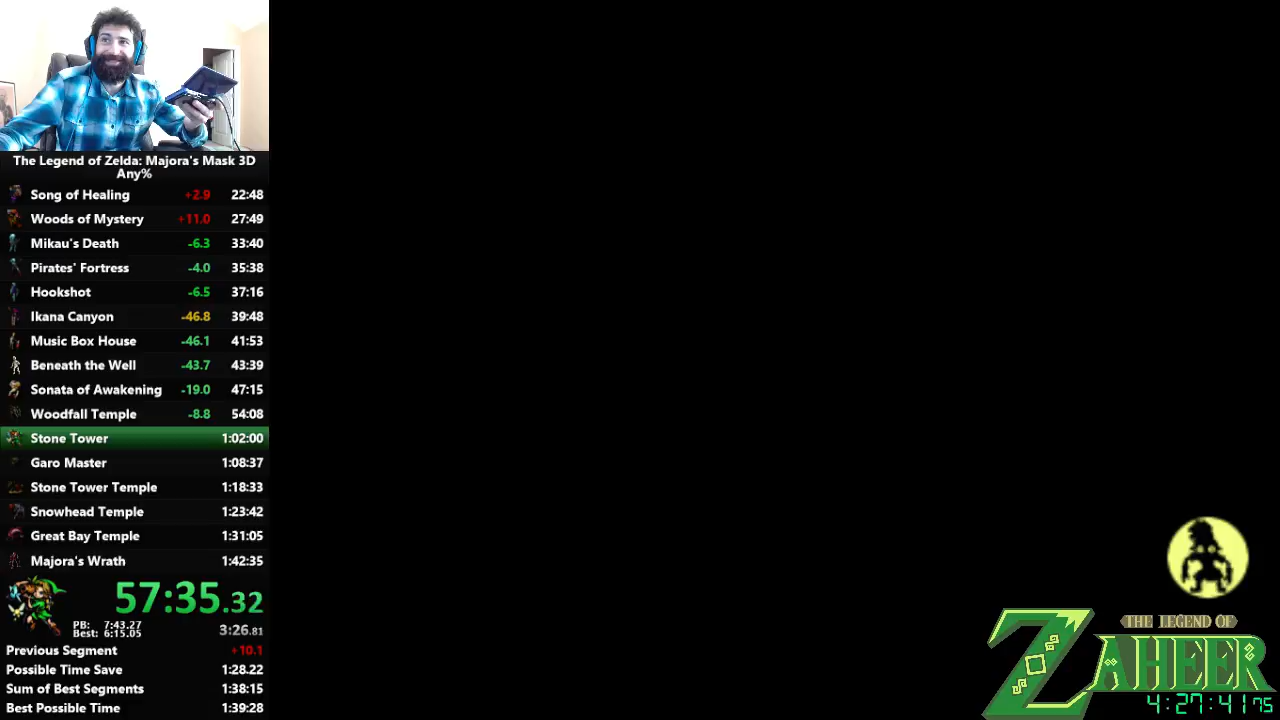 The Legend of Zelda: Majora's Mask 3D
Any%
Song of Healing +2.9 22:48
Woods of Mystery +11.0 27:49
Mikau's Death -6.3 33:40
Pirates' Fortress -4.0 35:38
Hookshot -6.5 37:16
Ikana Canyon -46.8 39:48
Music Box House -46.1 41:53
Beneath the Well -43.7 43:39
Sonata of Awakening -19.0 47:15
Woodfall Temple -8.8 54:08
Stone Tower 1:02:00
Garo Master 1:08:37
Stone Tower Temple 1:18:33
Snowhead Temple 1:23:42
Great Bay Temple 1:31:05
Majora's Wrath 1:42:35
57:35.32
PB: 7:43.27
Best: 6:15.05 3:26.81
Previous Segment +10.1
Possible Time Save 1:28.22
Sum of Best Segments 1:38:15
Best Possible Time 1:39:28
THE LEGEND OF
ZAHEER
4:27:41.75